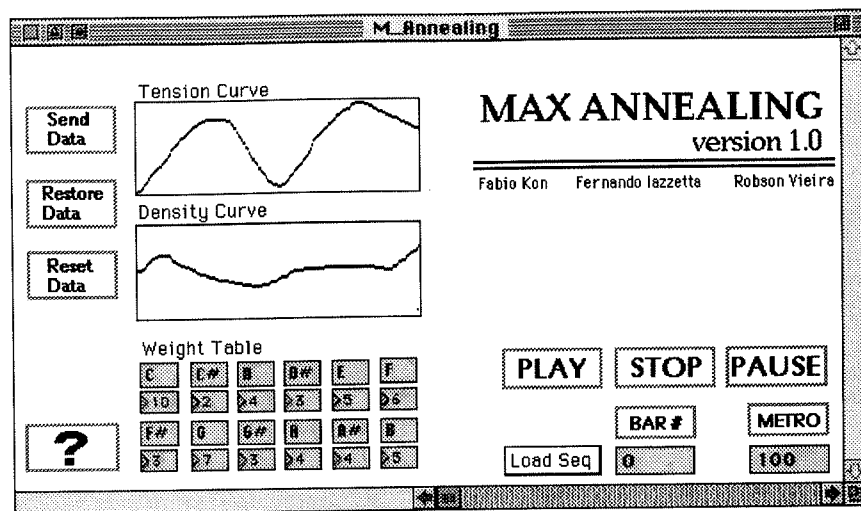 M_Annealing
Send
Data
Restore
Data
Reset
Data
Tension Curve
Density Curve
MAX ANNEALING
version 1.0
Fabio Kon Fernando Iazzetta Robson Vieira
Weight Table
C C# D D# E F
>10 >2 >4 >3 >5 >6
F# G G# A A# B
>3 >7 >3 >4 >4 >5
?
PLAY STOP PAUSE
BAR # METRO
Load Seq 0 100